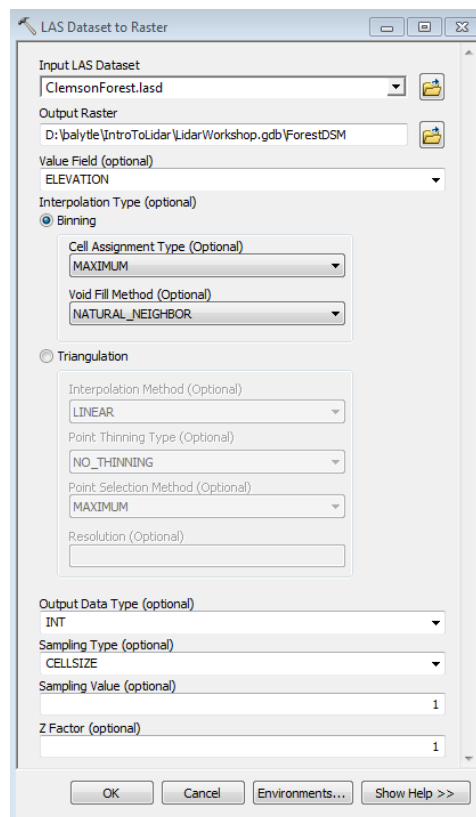 LAS Dataset to Raster
Input LAS Dataset
ClemsonForest.lasd
Output Raster
D:\balytle\IntroToLidar\LidarWorkshop.gdb\ForestDSM
Value Field (optional)
ELEVATION
Interpolation Type (optional)
Binning
Cell Assignment Type (Optional)
MAXIMUM
Void Fill Method (Optional)
NATURAL_NEIGHBOR
Triangulation
Interpolation Method (Optional)
LINEAR
Point Thinning Type (Optional)
NO_THINNING
Point Selection Method (Optional)
MAXIMUM
Resolution (Optional)
Output Data Type (optional)
INT
Sampling Type (optional)
CELLSIZE
Sampling Value (optional)
1
Z Factor (optional)
1
OK Cancel Environments... Show Help >>